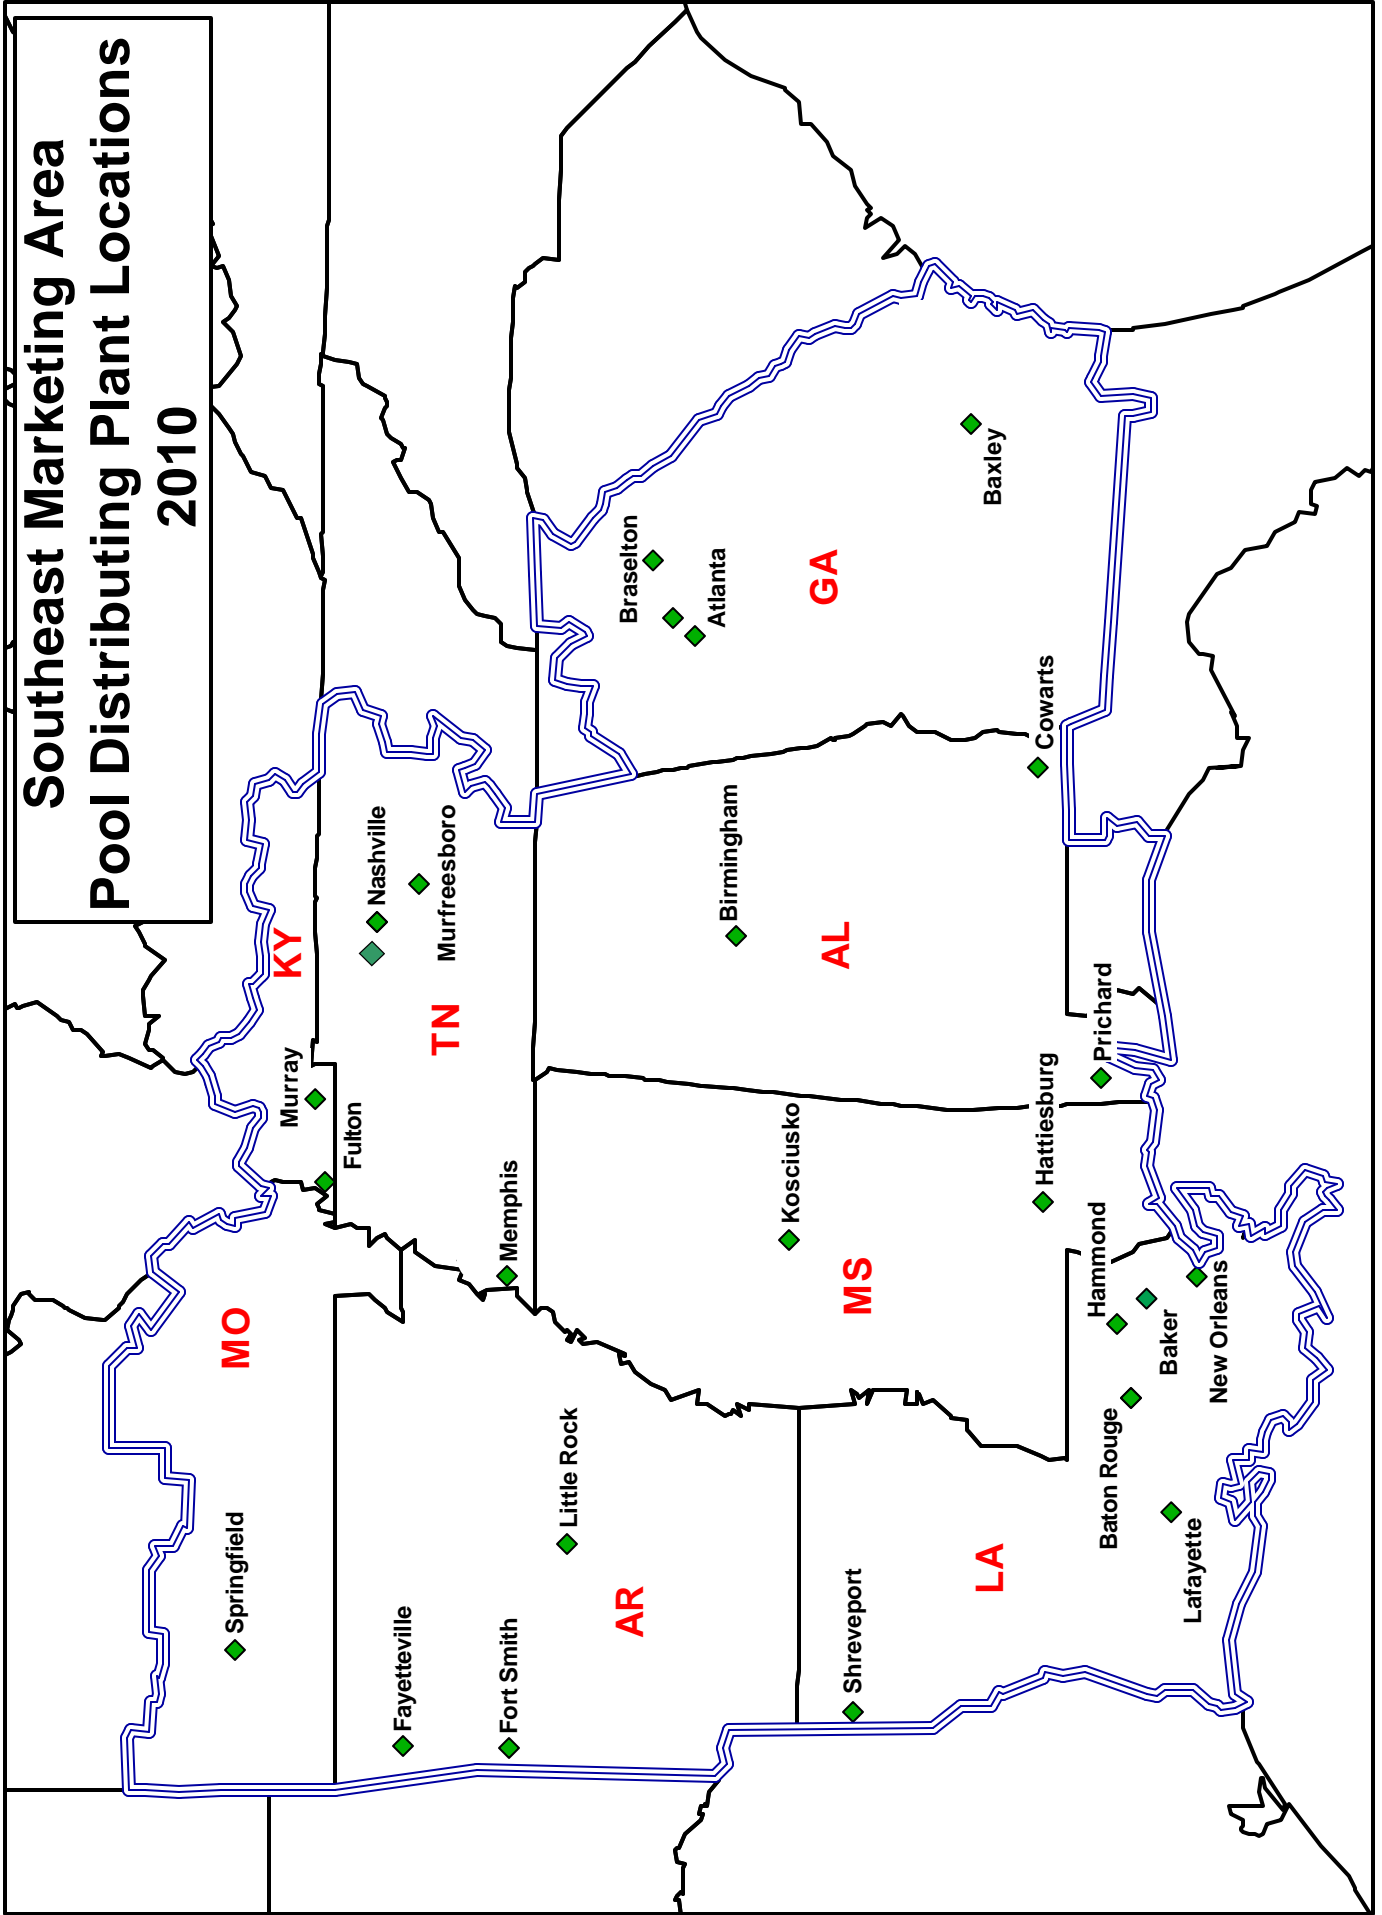 Southeast Marketing Area
Pool Distributing Plant Locations
2010
KY
Murray
Fulton
MO
Springfield
Nashville
Murfreesboro
TN
Memphis
Fayetteville
Fort Smith
Little Rock
AR
Braselton
Atlanta
GA
Baxley
Cowarts
Birmingham
AL
Prichard
Kosciusko
MS
Hattiesburg
Shreveport
LA
Hammond
Baker
New Orleans
Baton Rouge
Lafayette